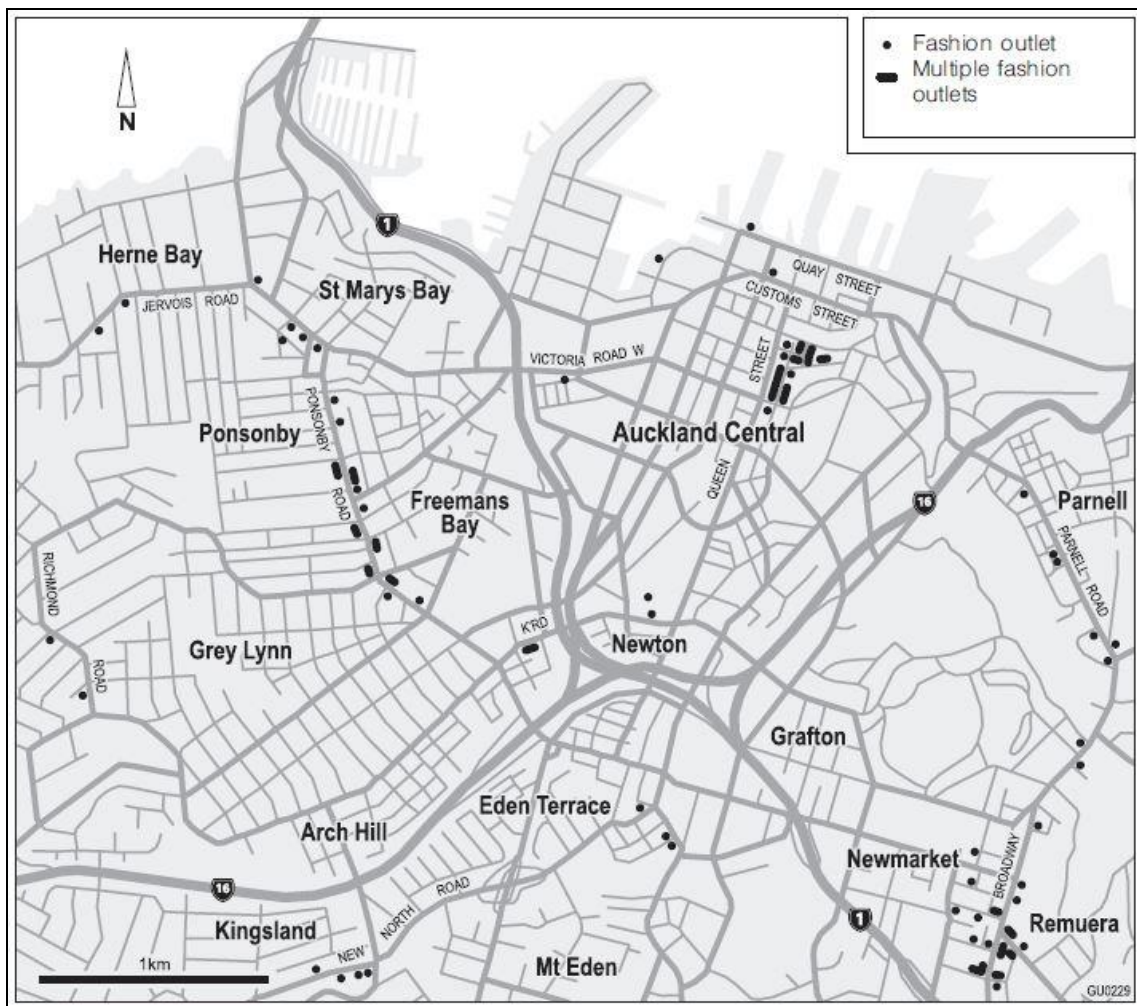 Fashion outlet
Multiple fashion
outlets
N
1
Herne Bay
QUAY STREET
St Marys Bay
JERVOIS ROAD
CUSTOMS STREET
VICTORIA ROAD W
STREET
PONSONBY
Ponsonby
Auckland Central
QUEEN
Freemans
Bay
ROAD
16
Parnell
RICHMOND
PARNELL ROAD
K'RD
Newton
Grey Lynn
ROAD
Grafton
Eden Terrace
Arch Hill
Newmarket
BROADWAY
16
ROAD
NORTH
Kingsland
1
Remuera
NEW
1km
Mt Eden
GU0229